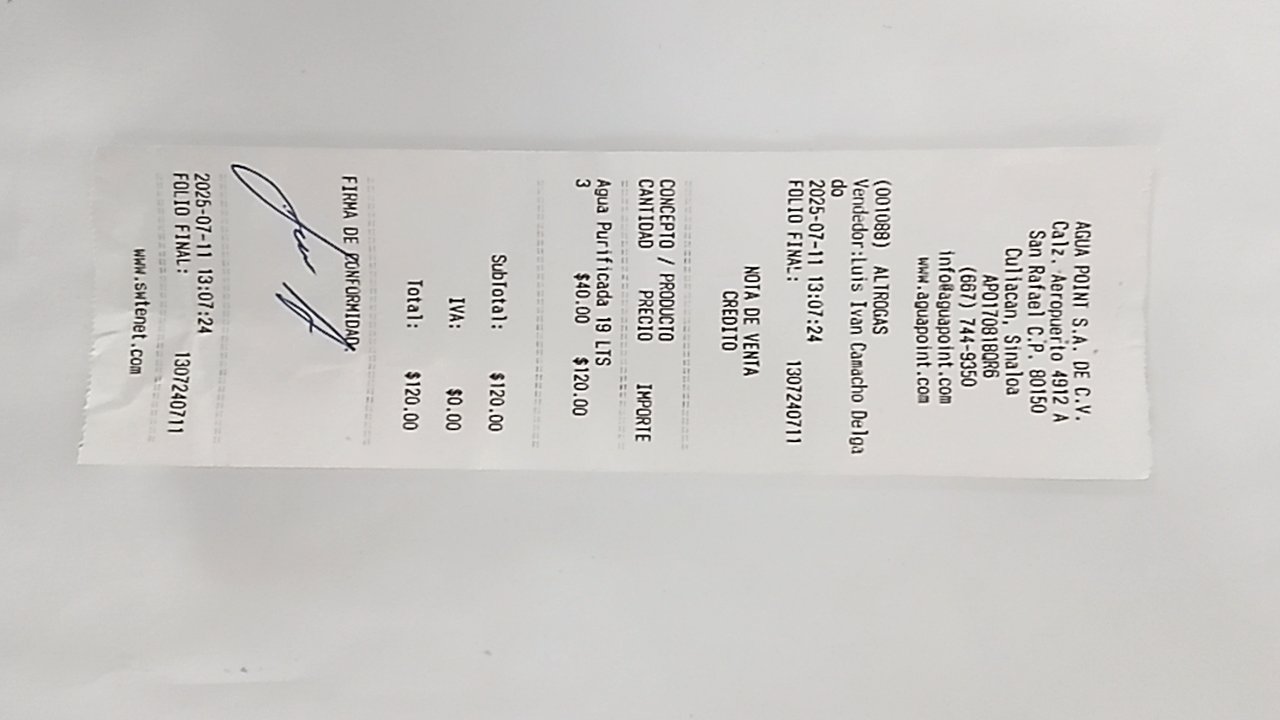 AGUA POINT S.A. DE C.V.
Calz. Aeropuerto 4912 A
San Rafael C.P. 80150
Culiacan, Sinaloa
APO170818QR6
(667) 744-9350
info@aguapoint.com
www.aguapoint.com
(001088) ALTROGAS
Vendedor:Luis Ivan Camacho Delga
do
2025-07-11 13:07:24
FOLIO FINAL: 1307240711
NOTA DE VENTA
CREDITO
CONCEPTO / PRODUCTO
CANTIDAD PRECIO IMPORTE
Agua Purificada 19 LTS
3 $40.00 $120.00
SubTotal: $120.00
IVA: $0.00
Total: $120.00
FIRMA DE CONFORMIDAD
2025-07-11 13:07:24
FOLIO FINAL: 1307240711
www.swtenet.com